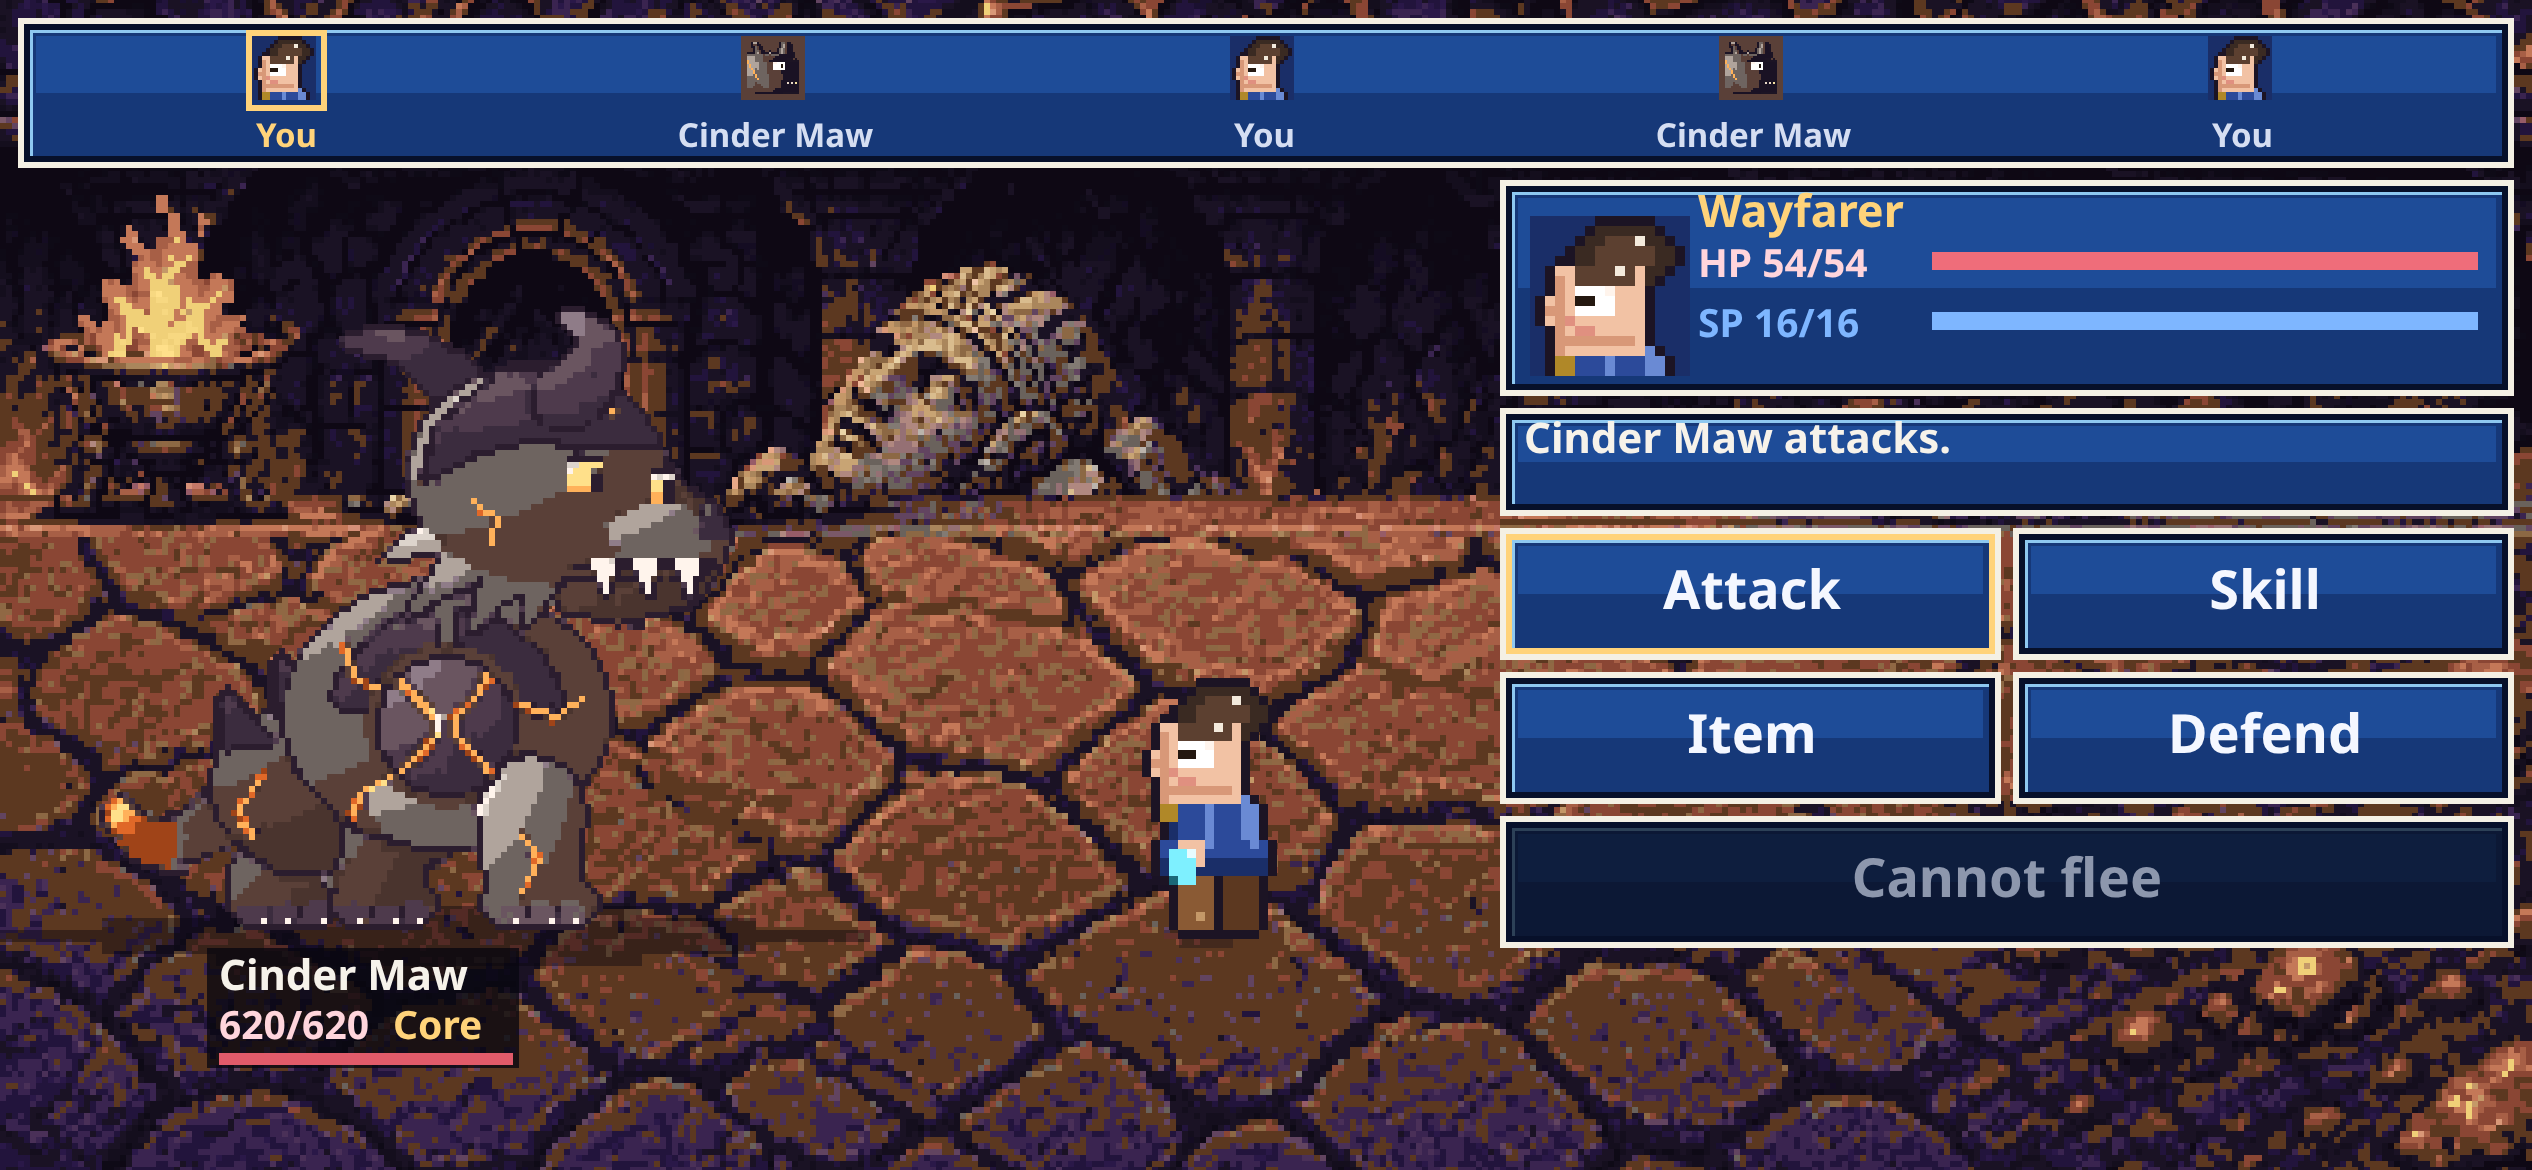 You
Cinder Maw
You
Cinder Maw
You
Wayfarer
HP 54/54
SP 16/16
Cinder Maw attacks.
Attack
Skill
Item
Defend
Cannot flee
Cinder Maw
620/620 Core